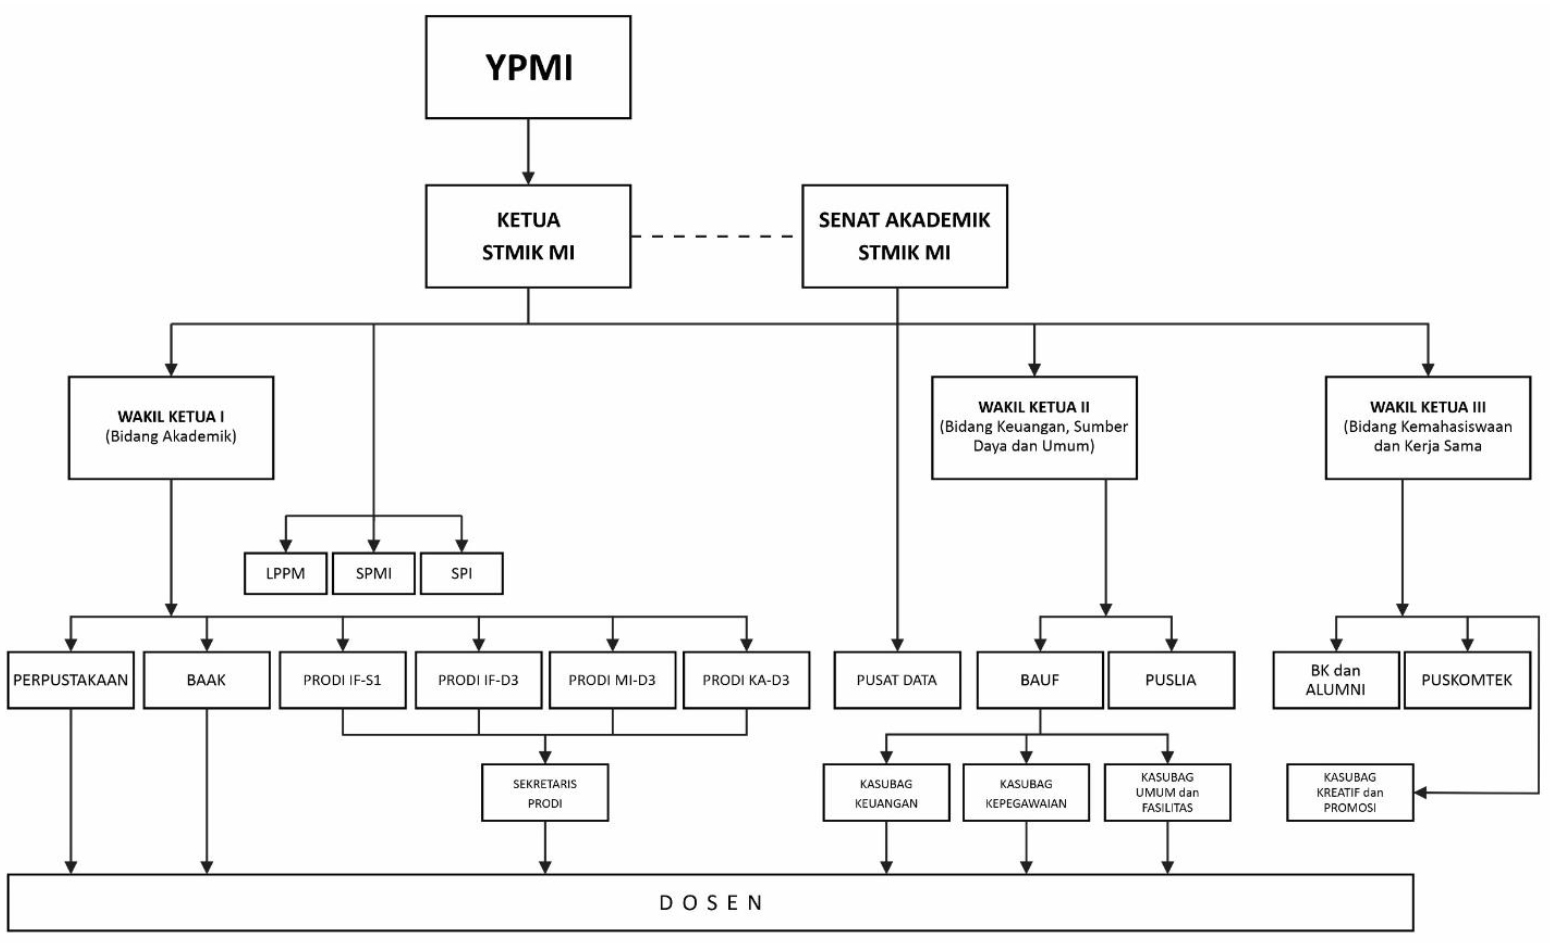 YPMI
KETUA
STMIK MI
SENAT AKADEMIK
STMIK MI
WAKIL KETUA I
(Bidang Akademik)
WAKIL KETUA II
(Bidang Keuangan, Sumber
Daya dan Umum)
WAKIL KETUA III
(Bidang Kemahasiswaan
dan Kerja Sama
LPPM
SPMI
SPI
PERPUSTAKAAN
BAAK
PRODI IF-S1
PRODI IF-D3
PRODI MI-D3
PRODI KA-D3
PUSAT DATA
BAUF
PUSLIA
BK dan
ALUMNI
PUSKOMTEK
SEKRETARIS
PRODI
KASUBAG
KEUANGAN
KASUBAG
KEPEGAWAIAN
KASUBAG
UMUM dan
FASILITAS
KASUBAG
KREATIF dan
PROMOSI
DOSEN